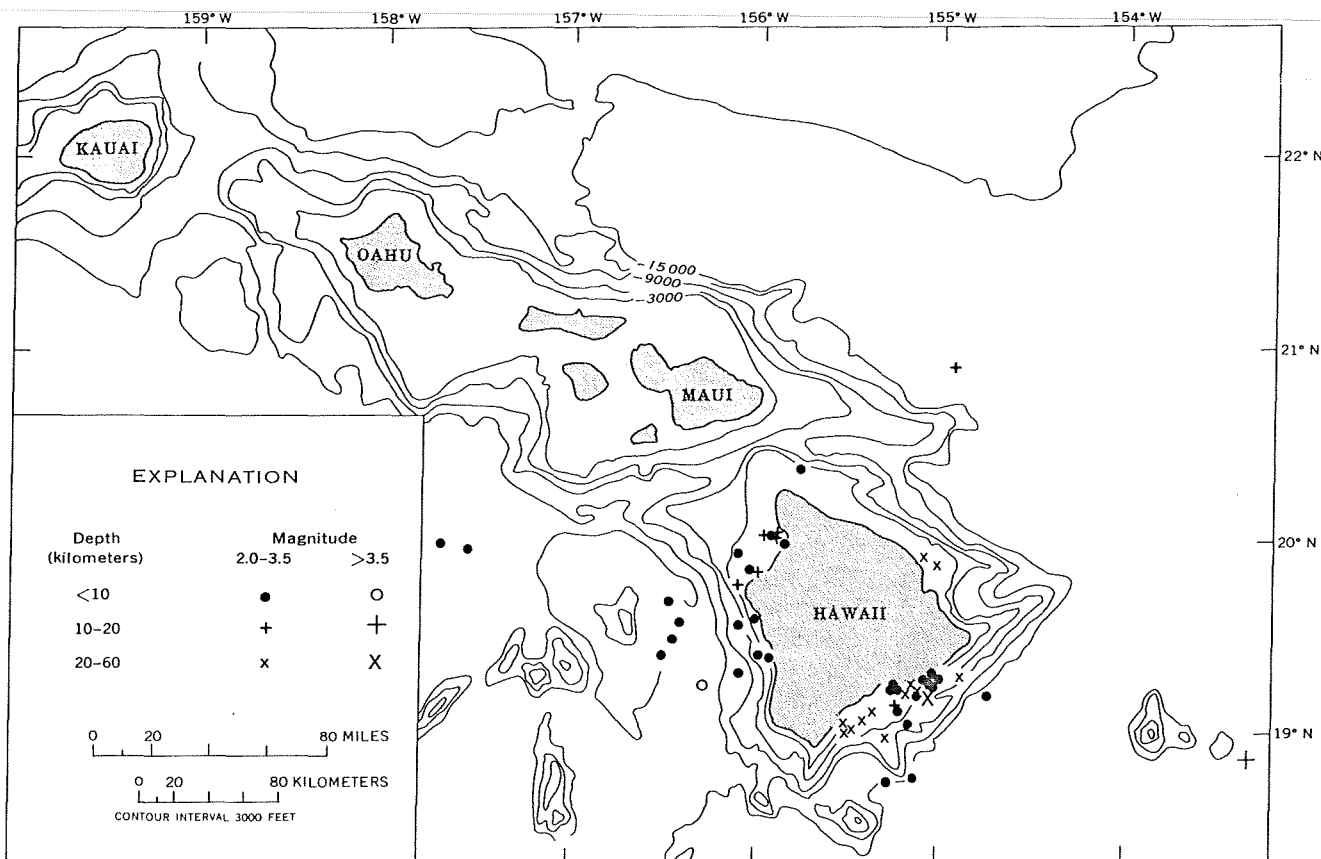 159° W 158° W 157° W 156° W 155° W 154° W
KAUAI
22° N
OAHU
-15 000
-9000
-3000
21° N
MAUI
EXPLANATION
Depth
(kilometers)
Magnitude
2.0-3.5 >3.5
<10
10-20
20-60
20° N
HAWAII
19° N
0 20 80 MILES
0 20 80 KILOMETERS
CONTOUR INTERVAL 3000 FEET